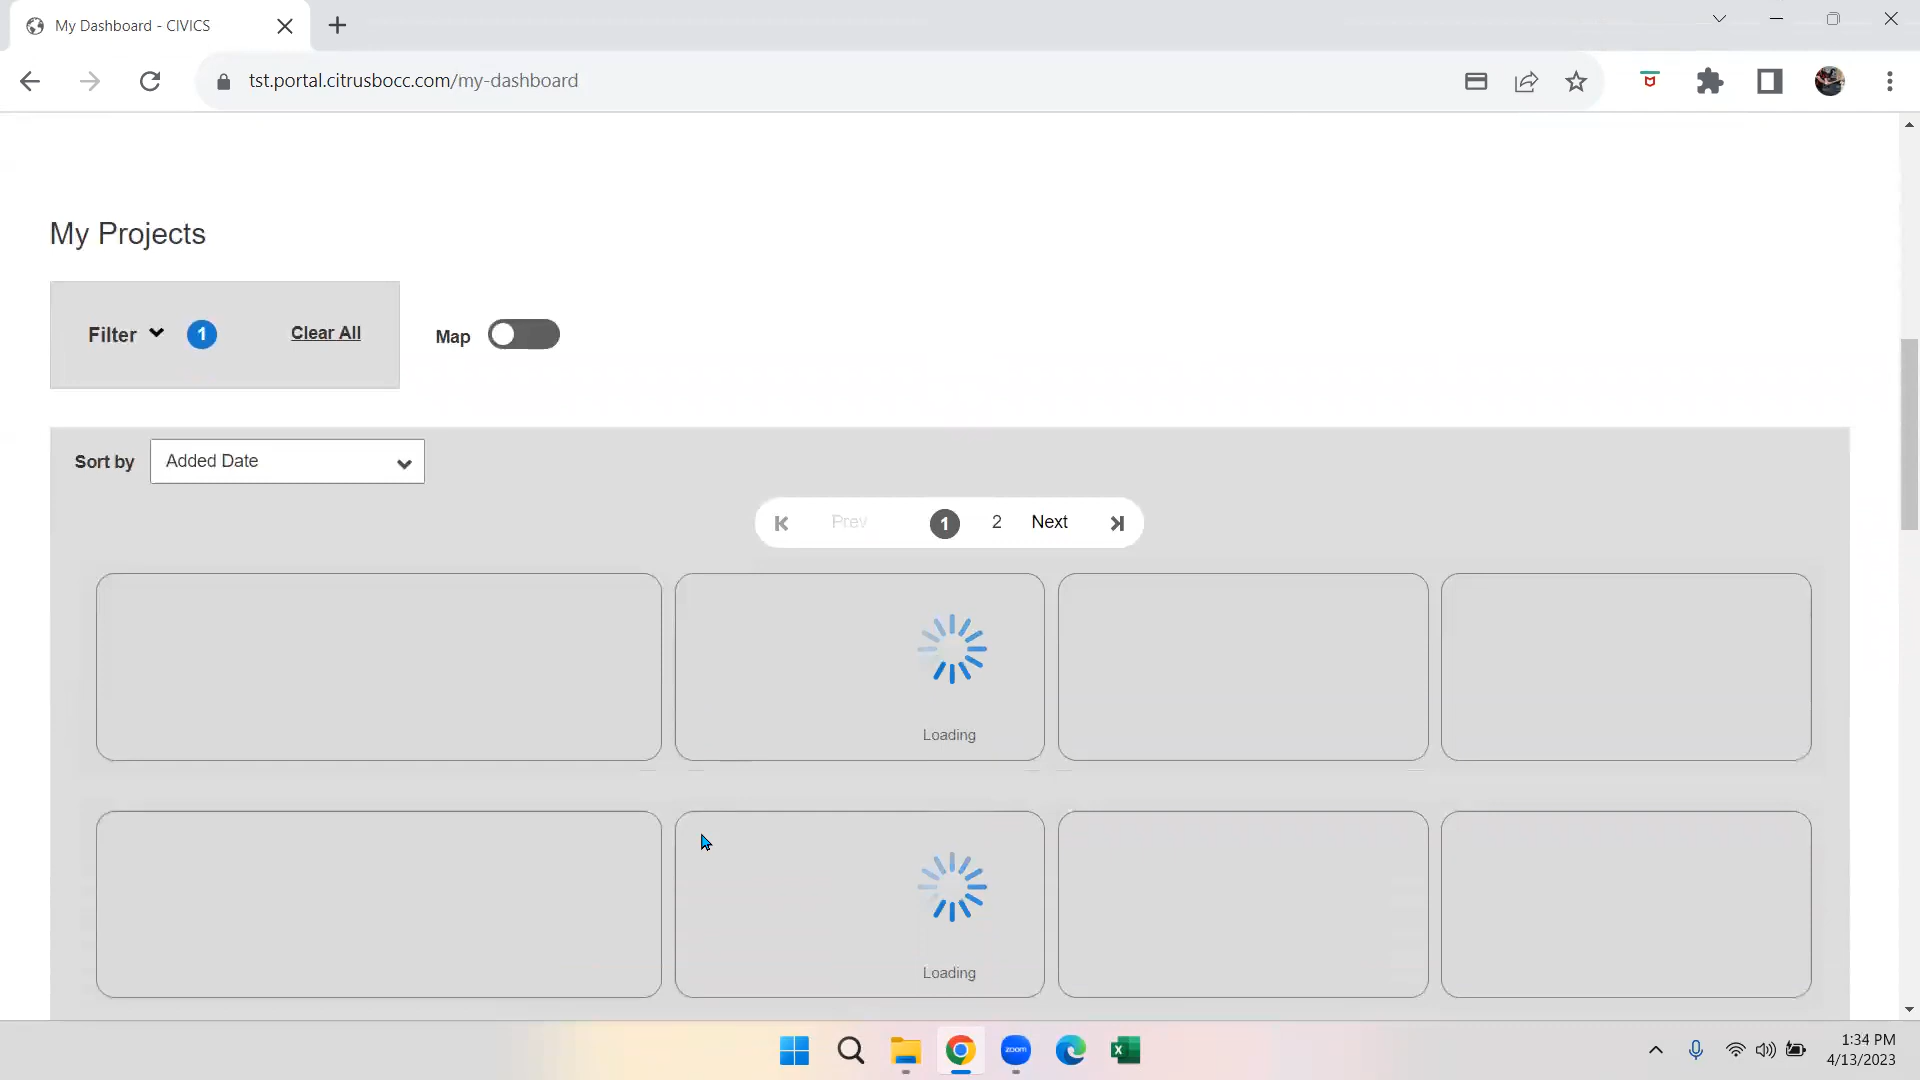 My Dashboard - CIVICS
tst.portal.citrusbocc.com/my-dashboard
My Projects
Filter 1 Clear All Map
Sort by Added Date
Prev 1 2 Next
Loading
Loading
zoom
1:34 PM
4/13/2023